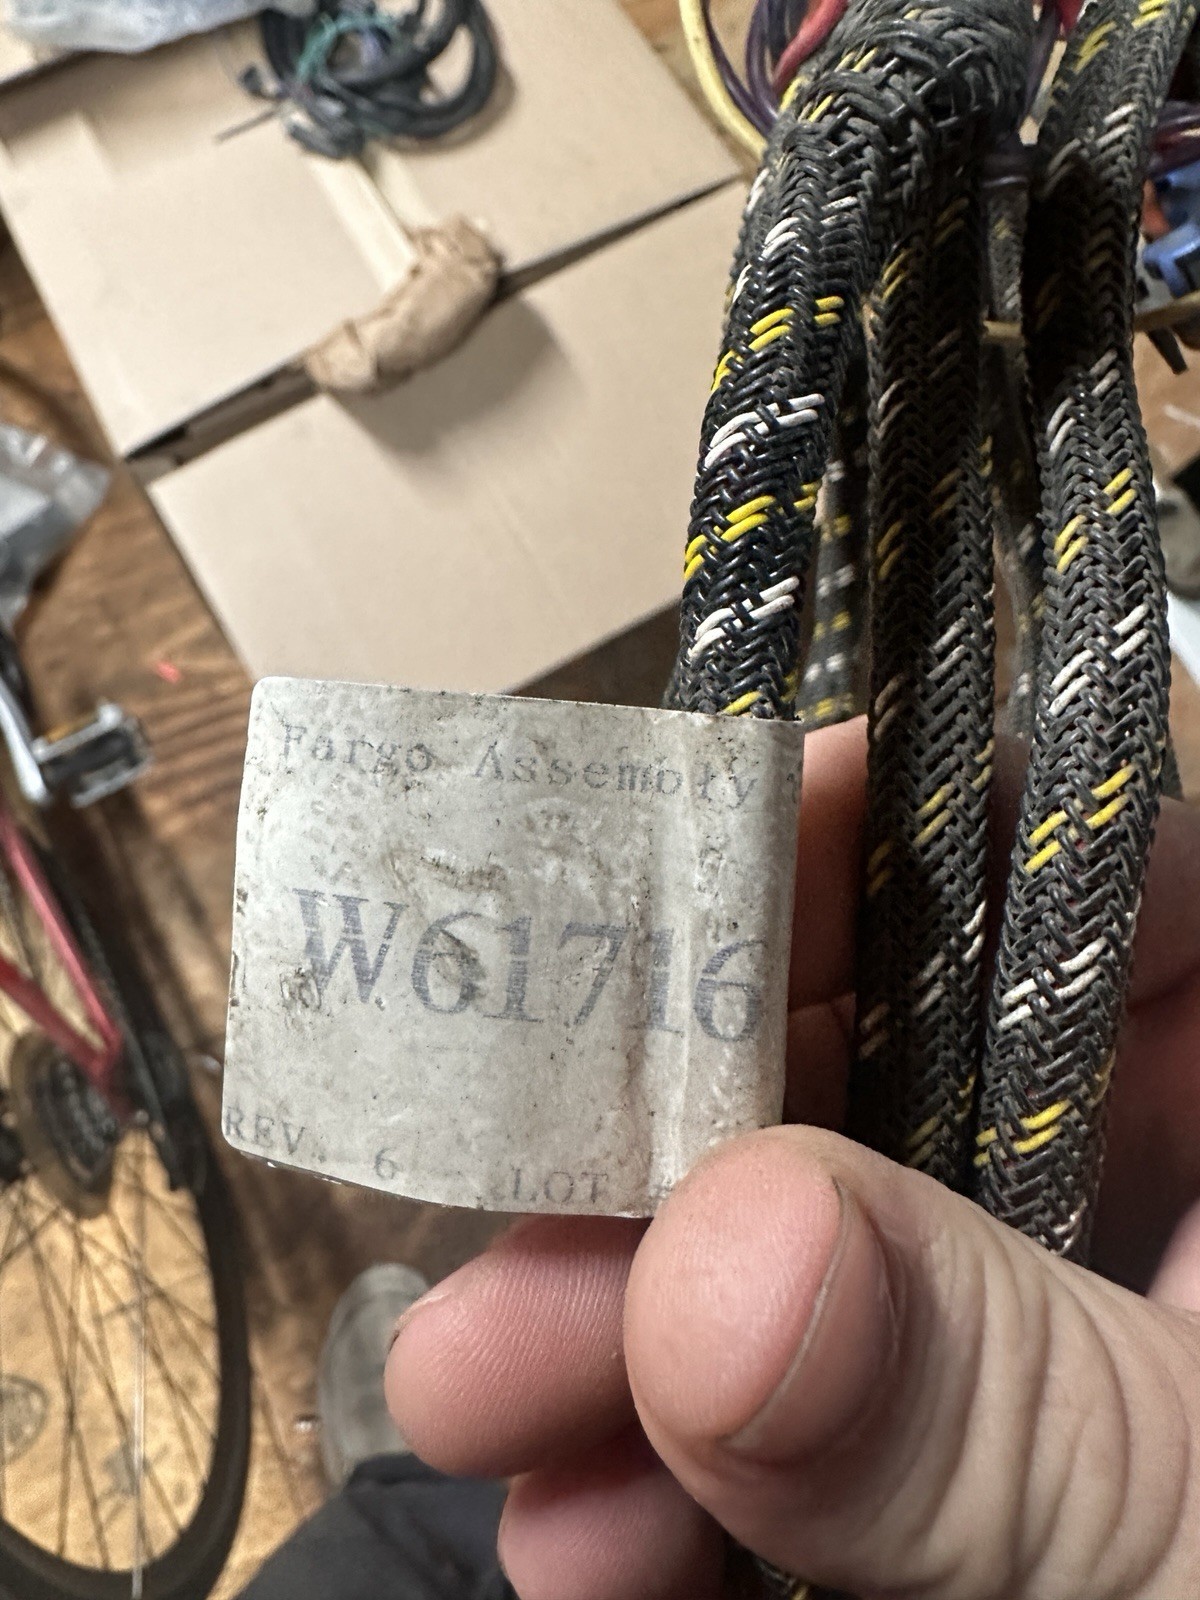 Fargo Assembly
W61716
REV. 6 LOT